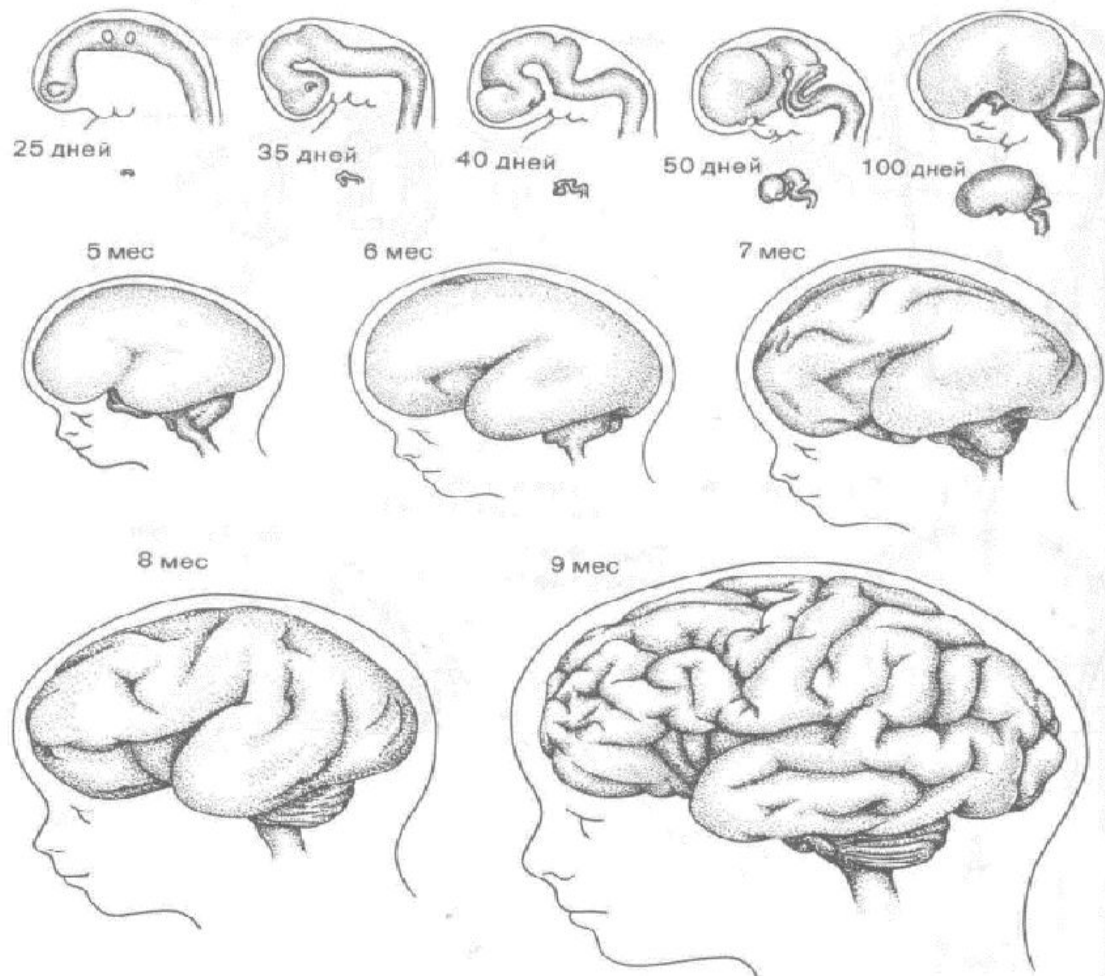 25 дней
35 дней
40 дней
50 дней
100 дней
5 мес
6 мес
7 мес
8 мес
9 мес